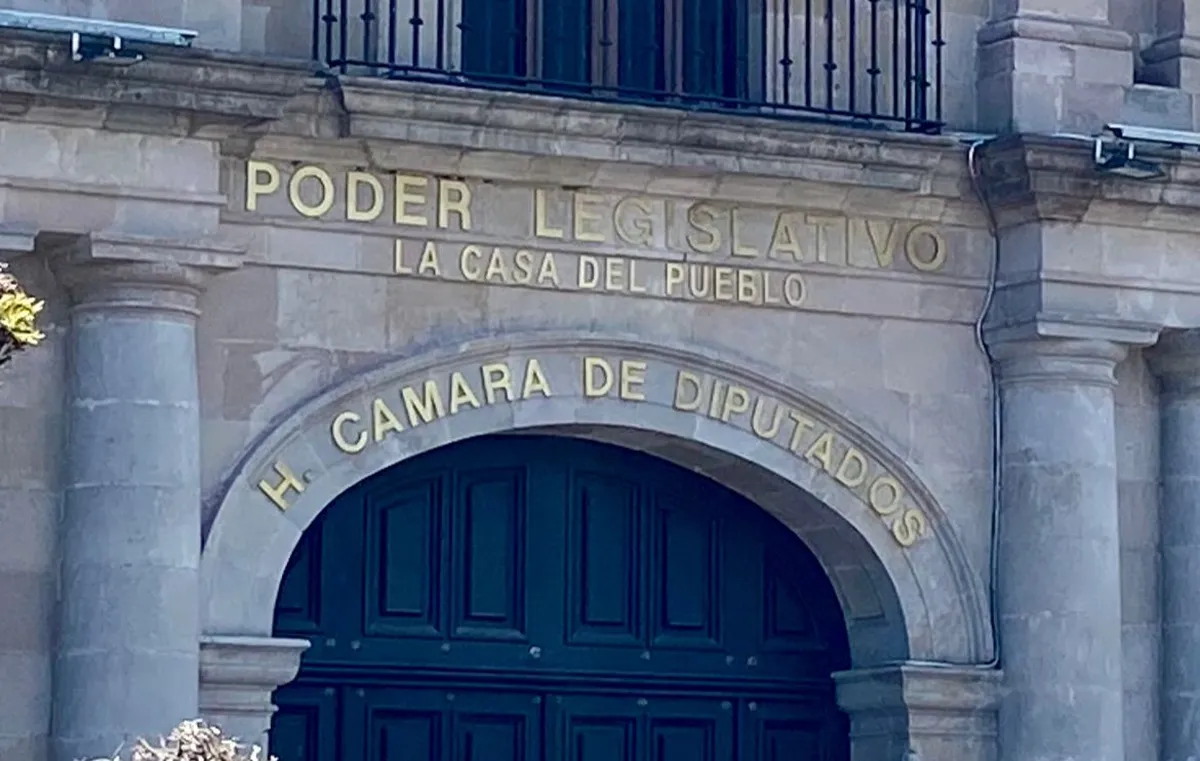 PODER LEGISLATIVO
LA CASA DEL PUEBLO
H. CAMARA DE DIPUTADOS